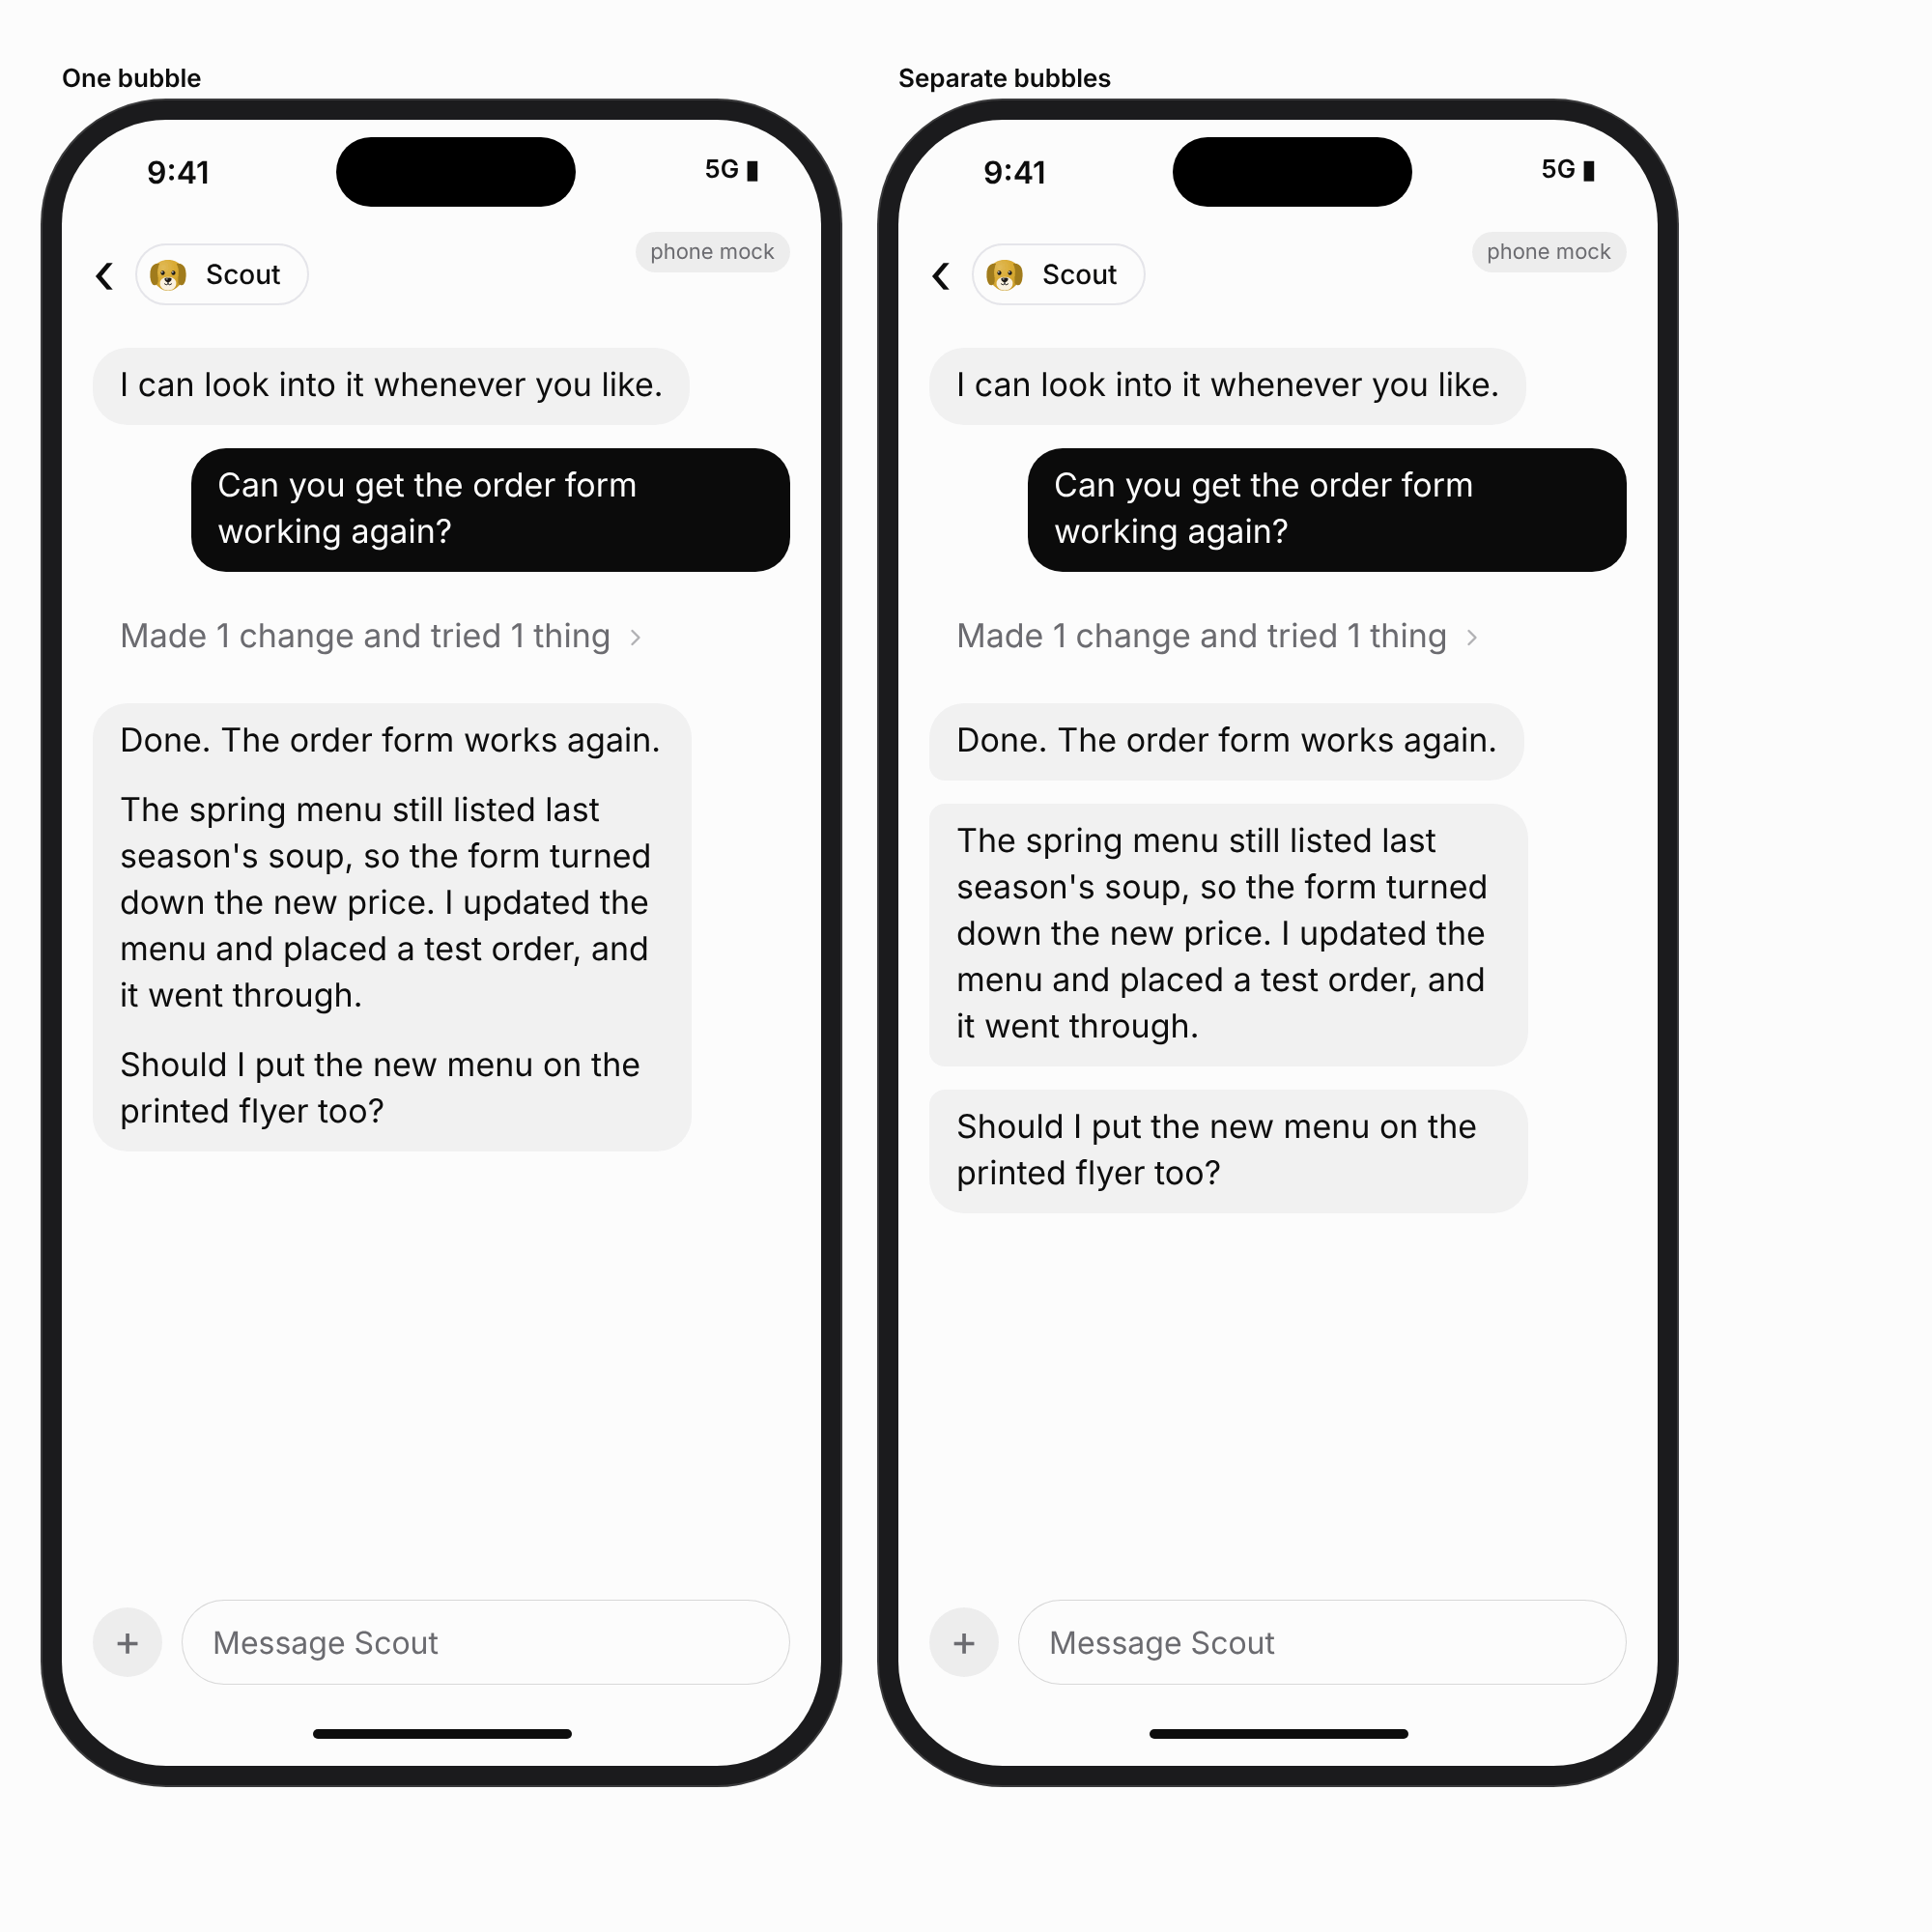 One bubble
9:41
5G
phone mock
Scout
I can look into it whenever you like.
Can you get the order form
working again?
Made 1 change and tried 1 thing
Done. The order form works again.
The spring menu still listed last
season's soup, so the form turned
down the new price. I updated the
menu and placed a test order, and
it went through.
Should I put the new menu on the
printed flyer too?
+
Message Scout
Separate bubbles
9:41
5G
phone mock
Scout
I can look into it whenever you like.
Can you get the order form
working again?
Made 1 change and tried 1 thing
Done. The order form works again.
The spring menu still listed last
season's soup, so the form turned
down the new price. I updated the
menu and placed a test order, and
it went through.
Should I put the new menu on the
printed flyer too?
+
Message Scout